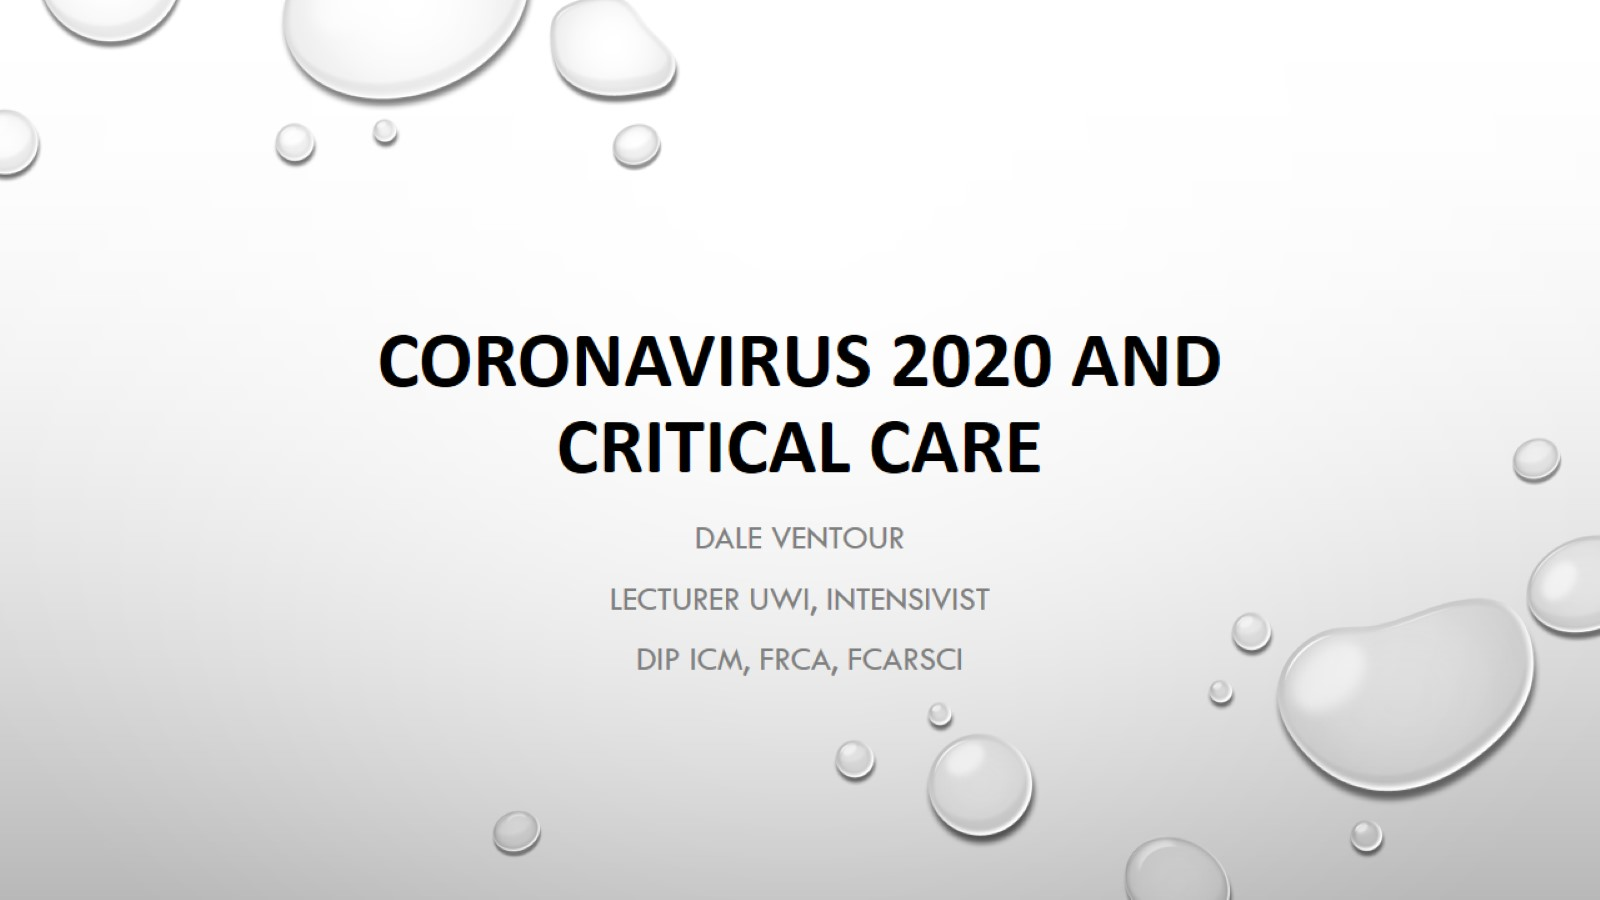 CORONAVIRUS 2020 AND
CRITICAL CARE
DALE VENTOUR
LECTURER UWI, INTENSIVIST
DIP ICM, FRCA, FCARSCI